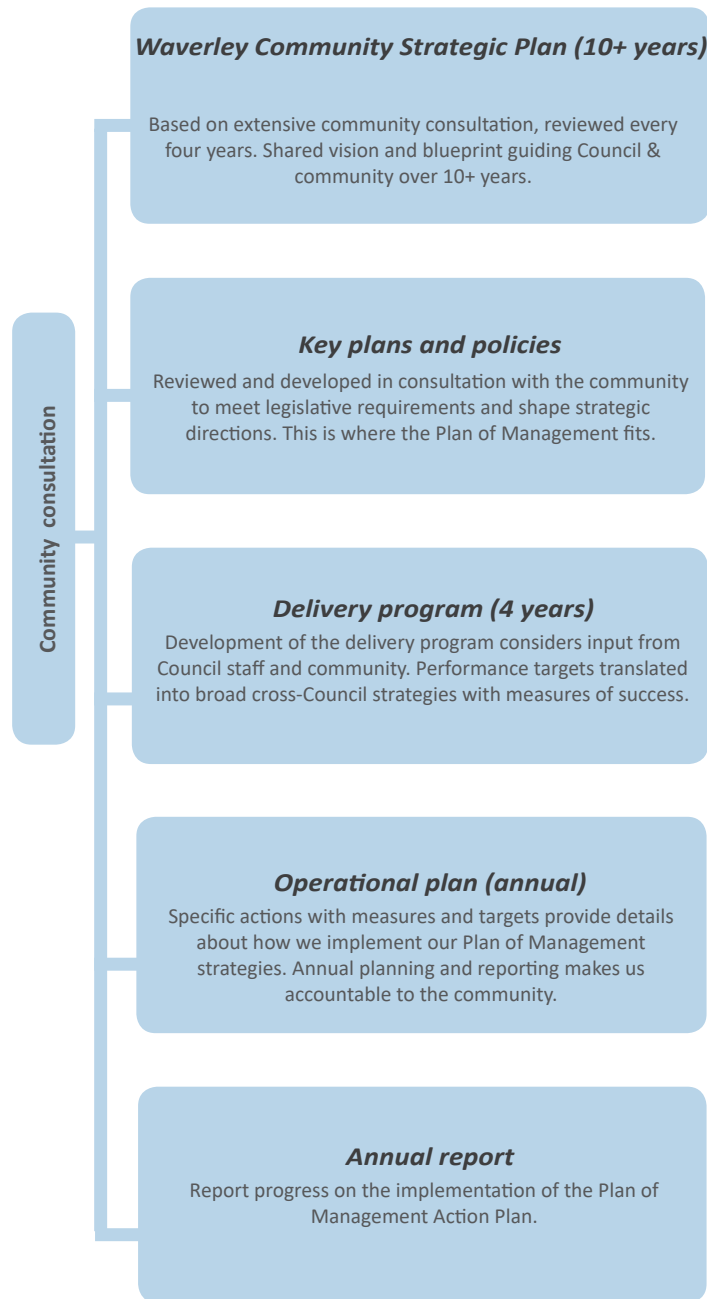 Waverley Community Strategic Plan (10+ years)
Based on extensive community consultation, reviewed every
four years. Shared vision and blueprint guiding Council &
community over 10+ years.
Key plans and policies
Reviewed and developed in consultation with the community
to meet legislative requirements and shape strategic
directions. This is where the Plan of Management fits.
Community consultation
Delivery program (4 years)
Development of the delivery program considers input from
Council staff and community. Performance targets translated
into broad cross-Council strategies with measures of success.
Operational plan (annual)
Specific actions with measures and targets provide details
about how we implement our Plan of Management
strategies. Annual planning and reporting makes us
accountable to the community.
Annual report
Report progress on the implementation of the Plan of
Management Action Plan.